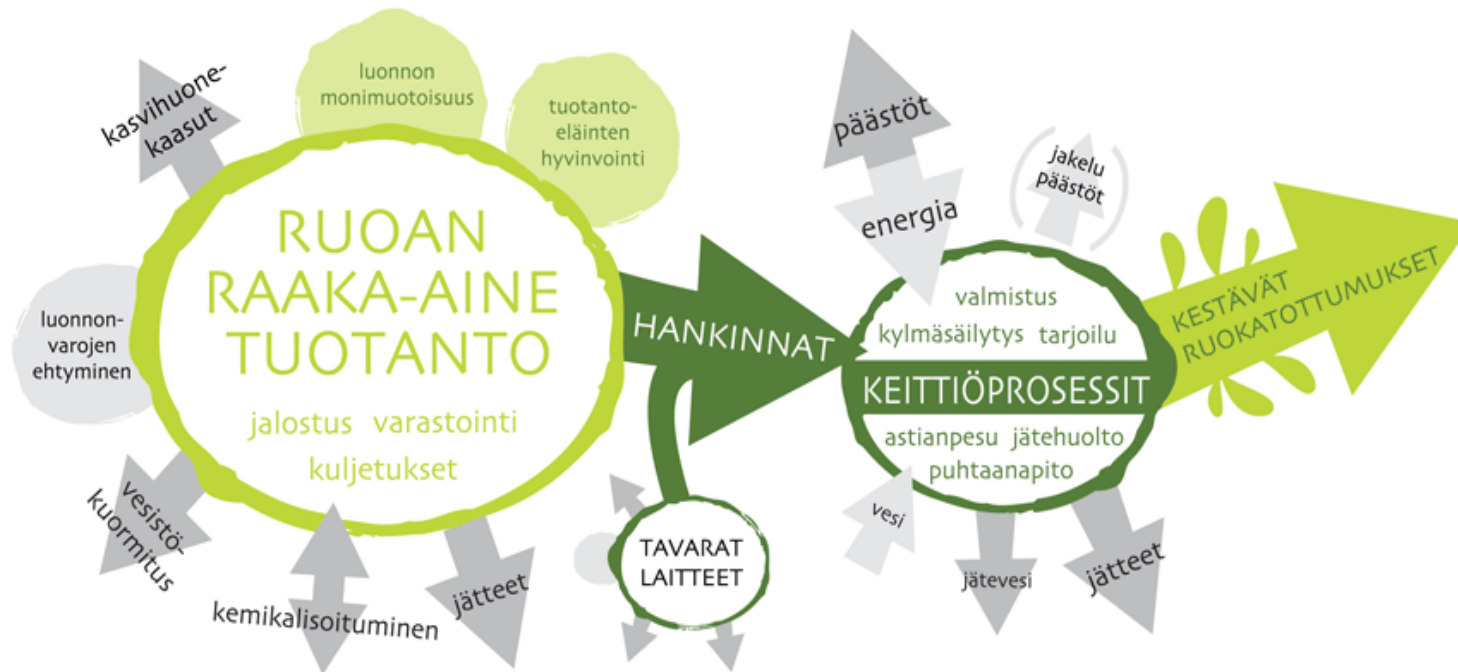 kasvihuone-
kaasut
luonnon
monimuotoisuus
tuotanto-
eläinten
hyvinvointi
RUOAN
RAAKA-AINE
TUOTANTO
jalostus varastointi
kuljetukset
luonnon-
varojen
ehtyminen
vesistö-
kuormitus
kemikalisoituminen
jätteet
HANKINNAT
TAVARAT
LAITTEET
päästöt
energia
jakelu
päästöt
valmistus
kylmäsäilytys tarjoilu
KEITTIÖPROSESSIT
astianpesu jätehuolto
puhtaanapito
vesi
jätevesi
jätteet
KESTÄVÄT
RUOKATOTTUMUKSET